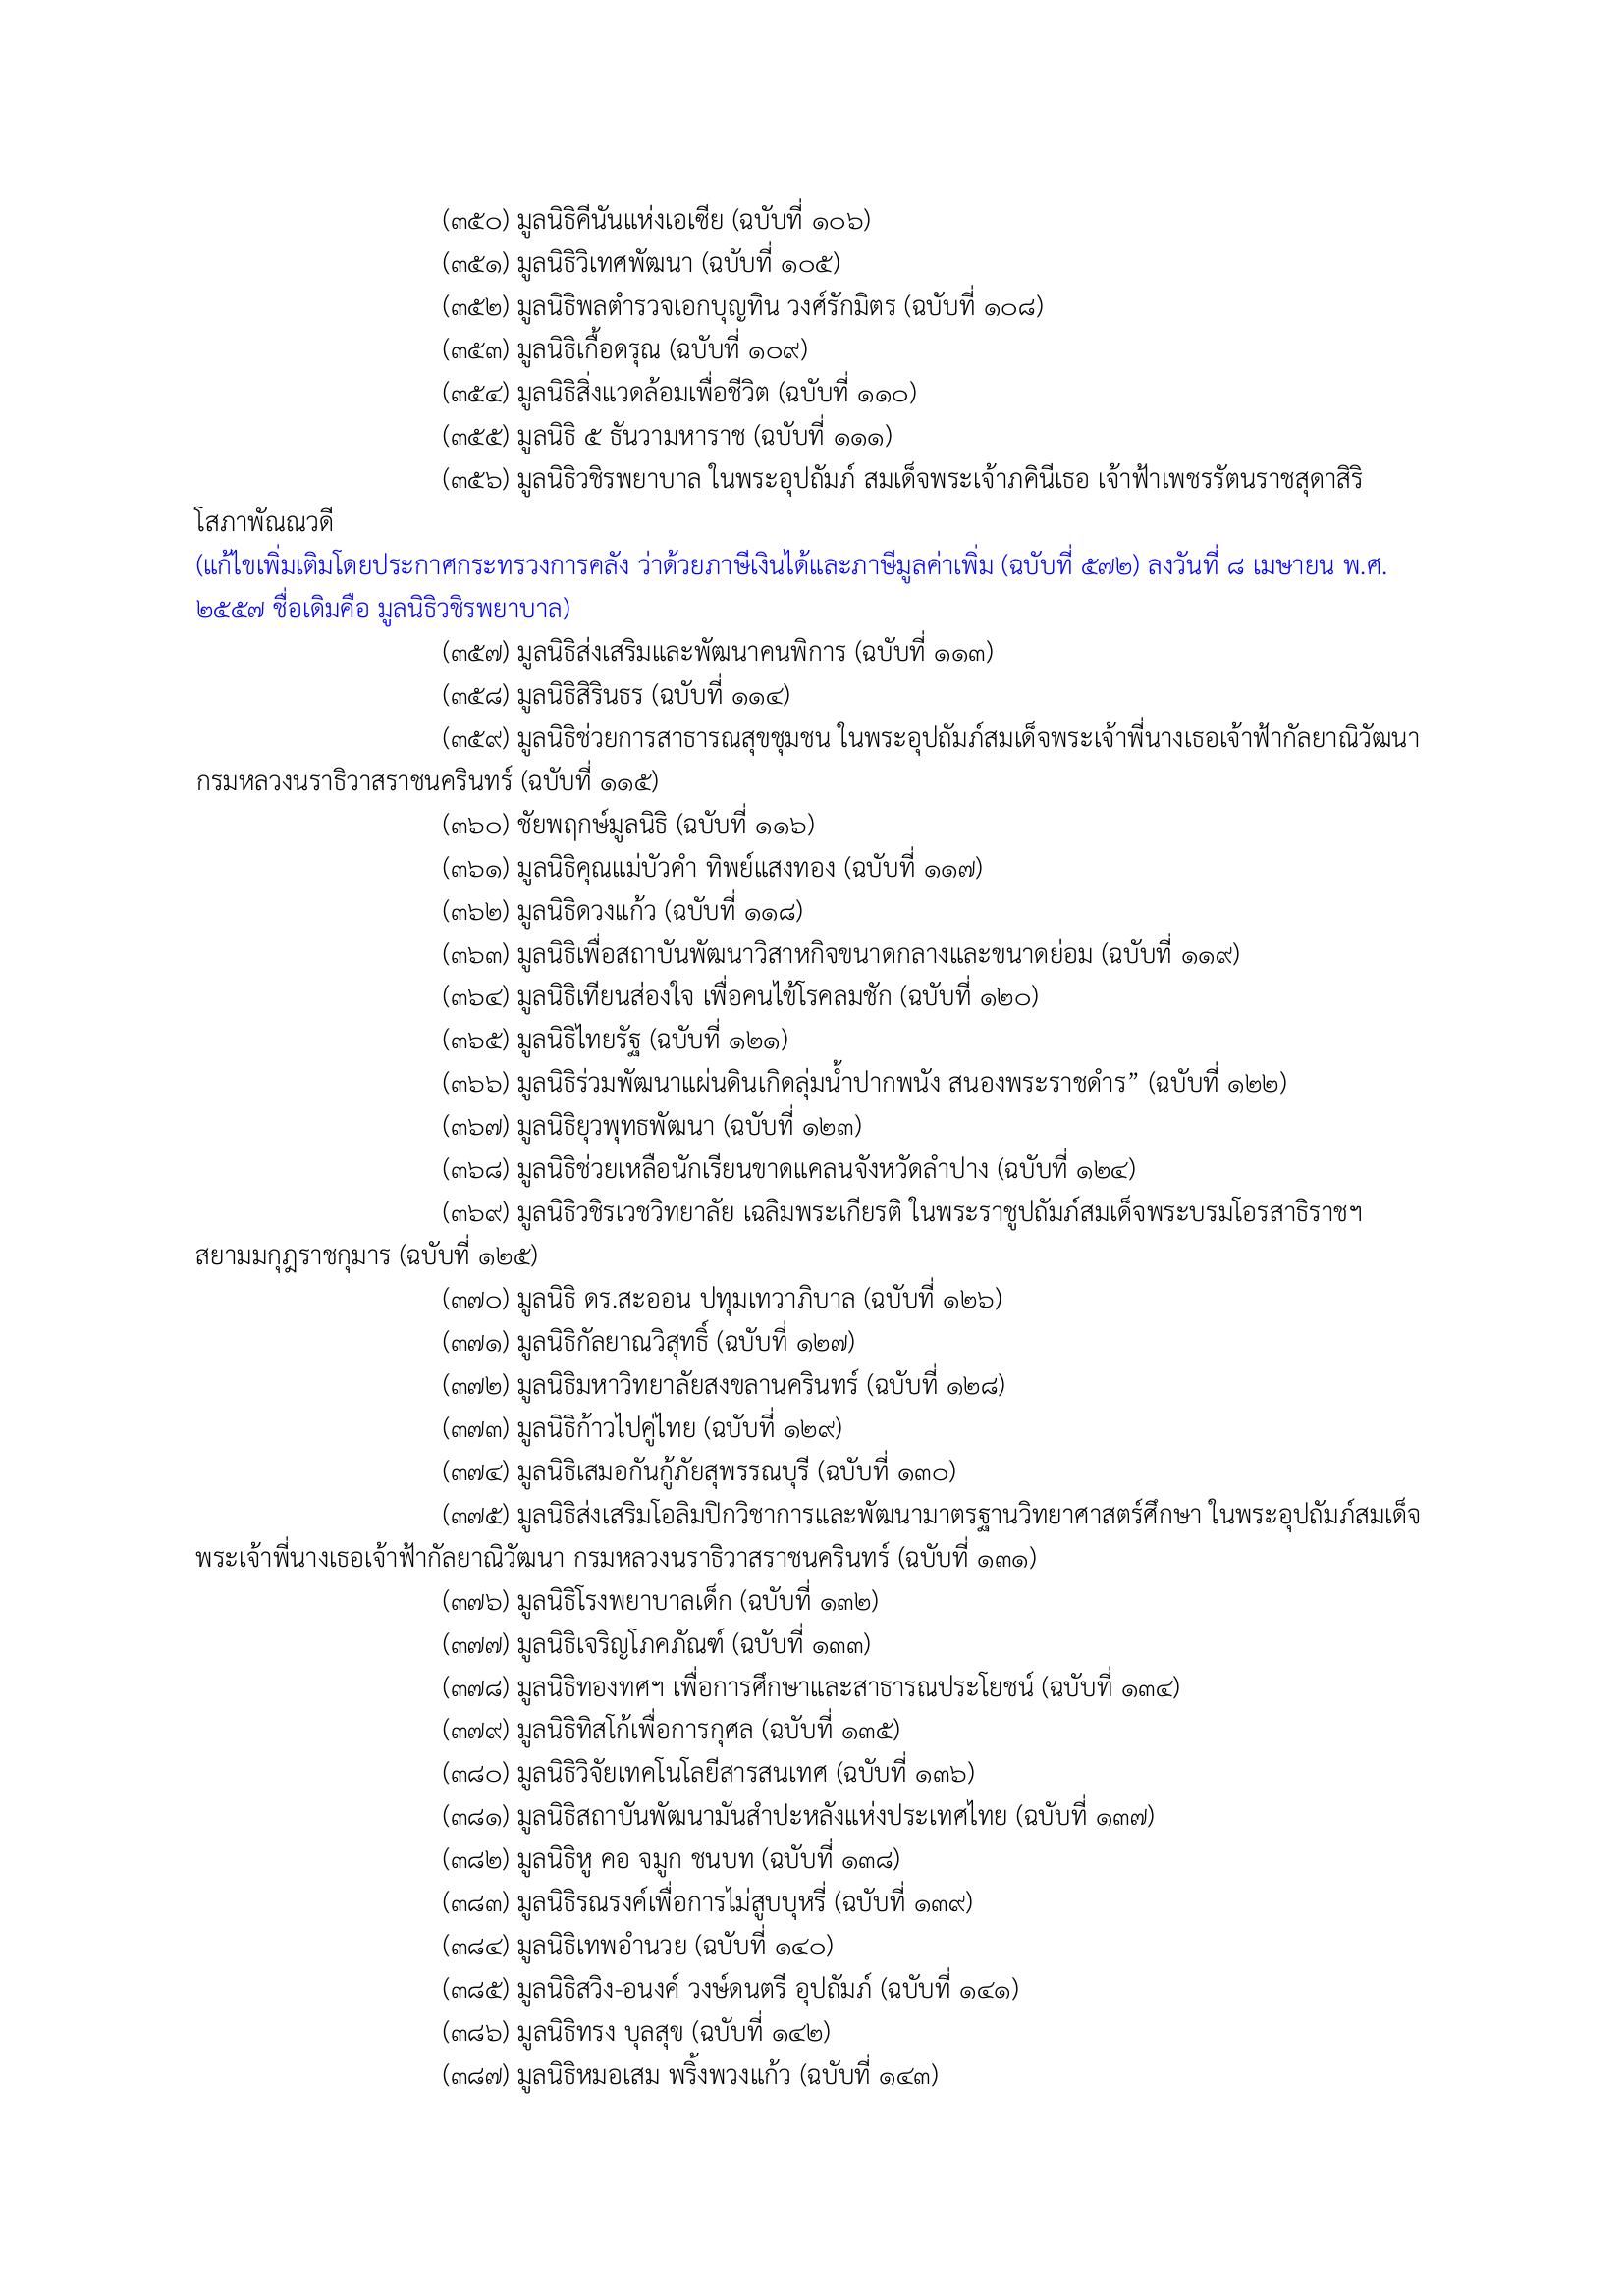 (๓๕๐) มูลนิธิคีนันแห่งเอเซีย (ฉบับที่ ๑๐๖)
(๓๕๑) มูลนิธิวิเทศพัฒนา (ฉบับที่ ๑๐๕)
(๓๕๒) มูลนิธิพลตำรวจเอกบุญทิน วงศ์รักมิตร (ฉบับที่ ๑๐๘)
(๓๕๓) มูลนิธิเกื้อดรุณ (ฉบับที่ ๑๐๙)
(๓๕๔) มูลนิธิสิ่งแวดล้อมเพื่อชีวิต (ฉบับที่ ๑๑๐)
(๓๕๕) มูลนิธิ ๕ ธันวามหาราช (ฉบับที่ ๑๑๑)
(๓๕๖) มูลนิธิวชิรพยาบาล ในพระอุปถัมภ์ สมเด็จพระเจ้าภคินีเธอ เจ้าฟ้าเพชรรัตนราชสุดาสิริ
โสภาพัณณวดี
(แก้ไขเพิ่มเติมโดยประกาศกระทรวงการคลัง ว่าด้วยภาษีเงินได้และภาษีมูลค่าเพิ่ม (ฉบับที่ ๕๗๒) ลงวันที่ ๘ เมษายน พ.ศ.
๒๕๕๗ ชื่อเดิมคือ มูลนิธิวชิรพยาบาล)
(๓๕๗) มูลนิธิส่งเสริมและพัฒนาคนพิการ (ฉบับที่ ๑๑๓)
(๓๕๘) มูลนิธิสิรินธร (ฉบับที่ ๑๑๔)
(๓๕๙) มูลนิธิช่วยการสาธารณสุขชุมชน ในพระอุปถัมภ์สมเด็จพระเจ้าพี่นางเธอเจ้าฟ้ากัลยาณิวัฒนา
กรมหลวงนราธิวาสราชนครินทร์ (ฉบับที่ ๑๑๕)
(๓๖๐) ชัยพฤกษ์มูลนิธิ (ฉบับที่ ๑๑๖)
(๓๖๑) มูลนิธิคุณแม่บัวคำ ทิพย์แสงทอง (ฉบับที่ ๑๑๗)
(๓๖๒) มูลนิธิดวงแก้ว (ฉบับที่ ๑๑๘)
(๓๖๓) มูลนิธิเพื่อสถาบันพัฒนาวิสาหกิจขนาดกลางและขนาดย่อม (ฉบับที่ ๑๑๙)
(๓๖๔) มูลนิธิเทียนส่องใจ เพื่อคนไข้โรคลมชัก (ฉบับที่ ๑๒๐)
(๓๖๕) มูลนิธิไทยรัฐ (ฉบับที่ ๑๒๑)
(๓๖๖) มูลนิธิร่วมพัฒนาแผ่นดินเกิดลุ่มน้ำปากพนัง สนองพระราชดำร” (ฉบับที่ ๑๒๒)
(๓๖๗) มูลนิธิยุวพุทธพัฒนา (ฉบับที่ ๑๒๓)
(๓๖๘) มูลนิธิช่วยเหลือนักเรียนขาดแคลนจังหวัดลำปาง (ฉบับที่ ๑๒๔)
(๓๖๙) มูลนิธิวชิรเวชวิทยาลัย เฉลิมพระเกียรติ ในพระราชูปถัมภ์สมเด็จพระบรมโอรสาธิราชฯ
สยามมกุฎราชกุมาร (ฉบับที่ ๑๒๕)
(๓๗๐) มูลนิธิ ดร.สะออน ปทุมเทวาภิบาล (ฉบับที่ ๑๒๖)
(๓๗๑) มูลนิธิกัลยาณวิสุทธิ์ (ฉบับที่ ๑๒๗)
(๓๗๒) มูลนิธิมหาวิทยาลัยสงขลานครินทร์ (ฉบับที่ ๑๒๘)
(๓๗๓) มูลนิธิก้าวไปคู่ไทย (ฉบับที่ ๑๒๙)
(๓๗๔) มูลนิธิเสมอกันกู้ภัยสุพรรณบุรี (ฉบับที่ ๑๓๐)
(๓๗๕) มูลนิธิส่งเสริมโอลิมปิกวิชาการและพัฒนามาตรฐานวิทยาศาสตร์ศึกษา ในพระอุปถัมภ์สมเด็จ
พระเจ้าพี่นางเธอเจ้าฟ้ากัลยาณิวัฒนา กรมหลวงนราธิวาสราชนครินทร์ (ฉบับที่ ๑๓๑)
(๓๗๖) มูลนิธิโรงพยาบาลเด็ก (ฉบับที่ ๑๓๒)
(๓๗๗) มูลนิธิเจริญโภคภัณฑ์ (ฉบับที่ ๑๓๓)
(๓๗๘) มูลนิธิทองทศฯ เพื่อการศึกษาและสาธารณประโยชน์ (ฉบับที่ ๑๓๔)
(๓๗๙) มูลนิธิทิสโก้เพื่อการกุศล (ฉบับที่ ๑๓๕)
(๓๘๐) มูลนิธิวิจัยเทคโนโลยีสารสนเทศ (ฉบับที่ ๑๓๖)
(๓๘๑) มูลนิธิสถาบันพัฒนามันสำปะหลังแห่งประเทศไทย (ฉบับที่ ๑๓๗)
(๓๘๒) มูลนิธิหู คอ จมูก ชนบท (ฉบับที่ ๑๓๘)
(๓๘๓) มูลนิธิรณรงค์เพื่อการไม่สูบบุหรี่ (ฉบับที่ ๑๓๙)
(๓๘๔) มูลนิธิเทพอำนวย (ฉบับที่ ๑๔๐)
(๓๘๕) มูลนิธิสวิง-อนงค์ วงษ์ดนตรี อุปถัมภ์ (ฉบับที่ ๑๔๑)
(๓๘๖) มูลนิธิทรง บุลสุข (ฉบับที่ ๑๔๒)
(๓๘๗) มูลนิธิหมอเสม พริ้งพวงแก้ว (ฉบับที่ ๑๔๓)